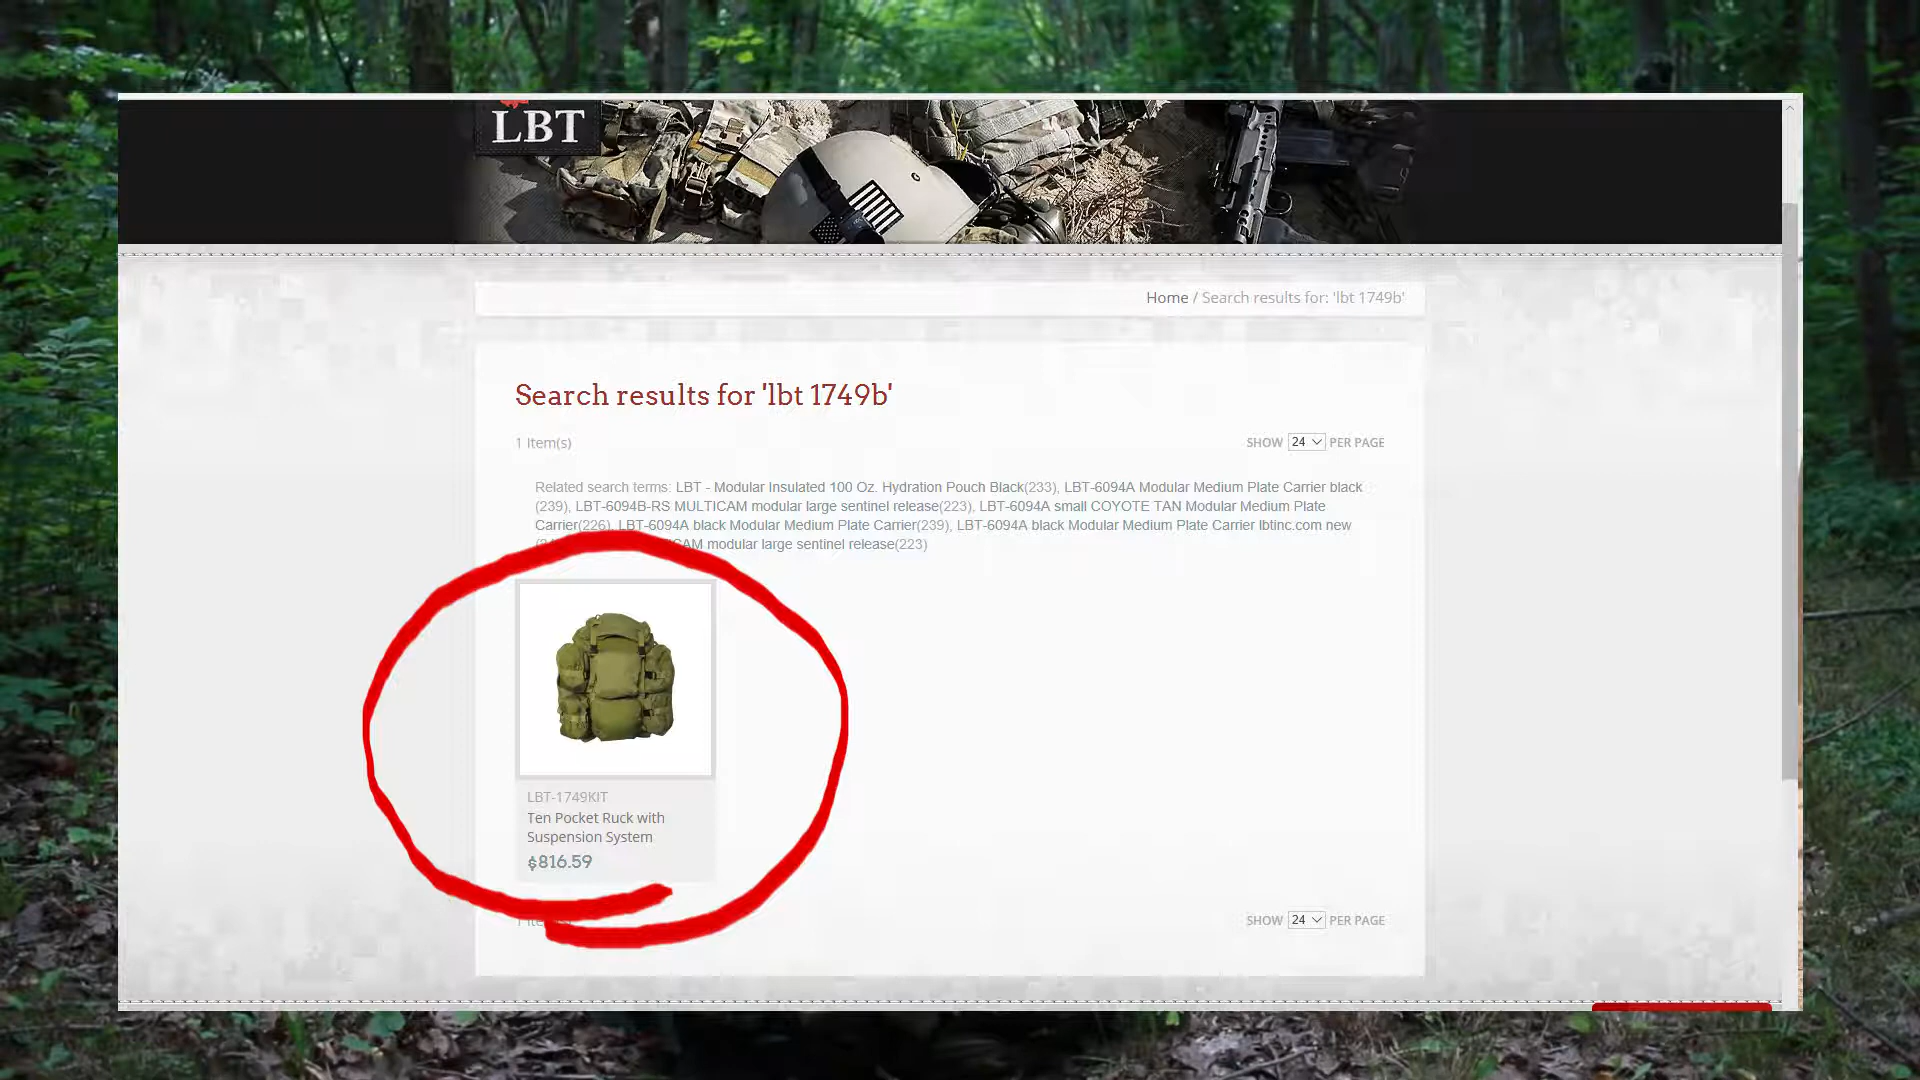 LBT
Home / Search results for: 'lbt 1749b'
Search results for 'lbt 1749b'
1 Item(s)
SHOW 24 PER PAGE
Related search terms: LBT - Modular Insulated 100 Oz. Hydration Pouch Black(233), LBT-6094A Modular Medium Plate Carrier black
(239), LBT-6094B-RS MULTICAM modular large sentinel release(223), LBT-6094A small COYOTE TAN Modular Medium Plate
Carrier(226), LBT-6094A black Modular Medium Plate Carrier(239), LBT-6094A black Modular Medium Plate Carrier lbtinc.com new
modular large sentinel release(223)
LBT-1749KIT
Ten Pocket Ruck with
Suspension System
$816.59
SHOW 24 PER PAGE